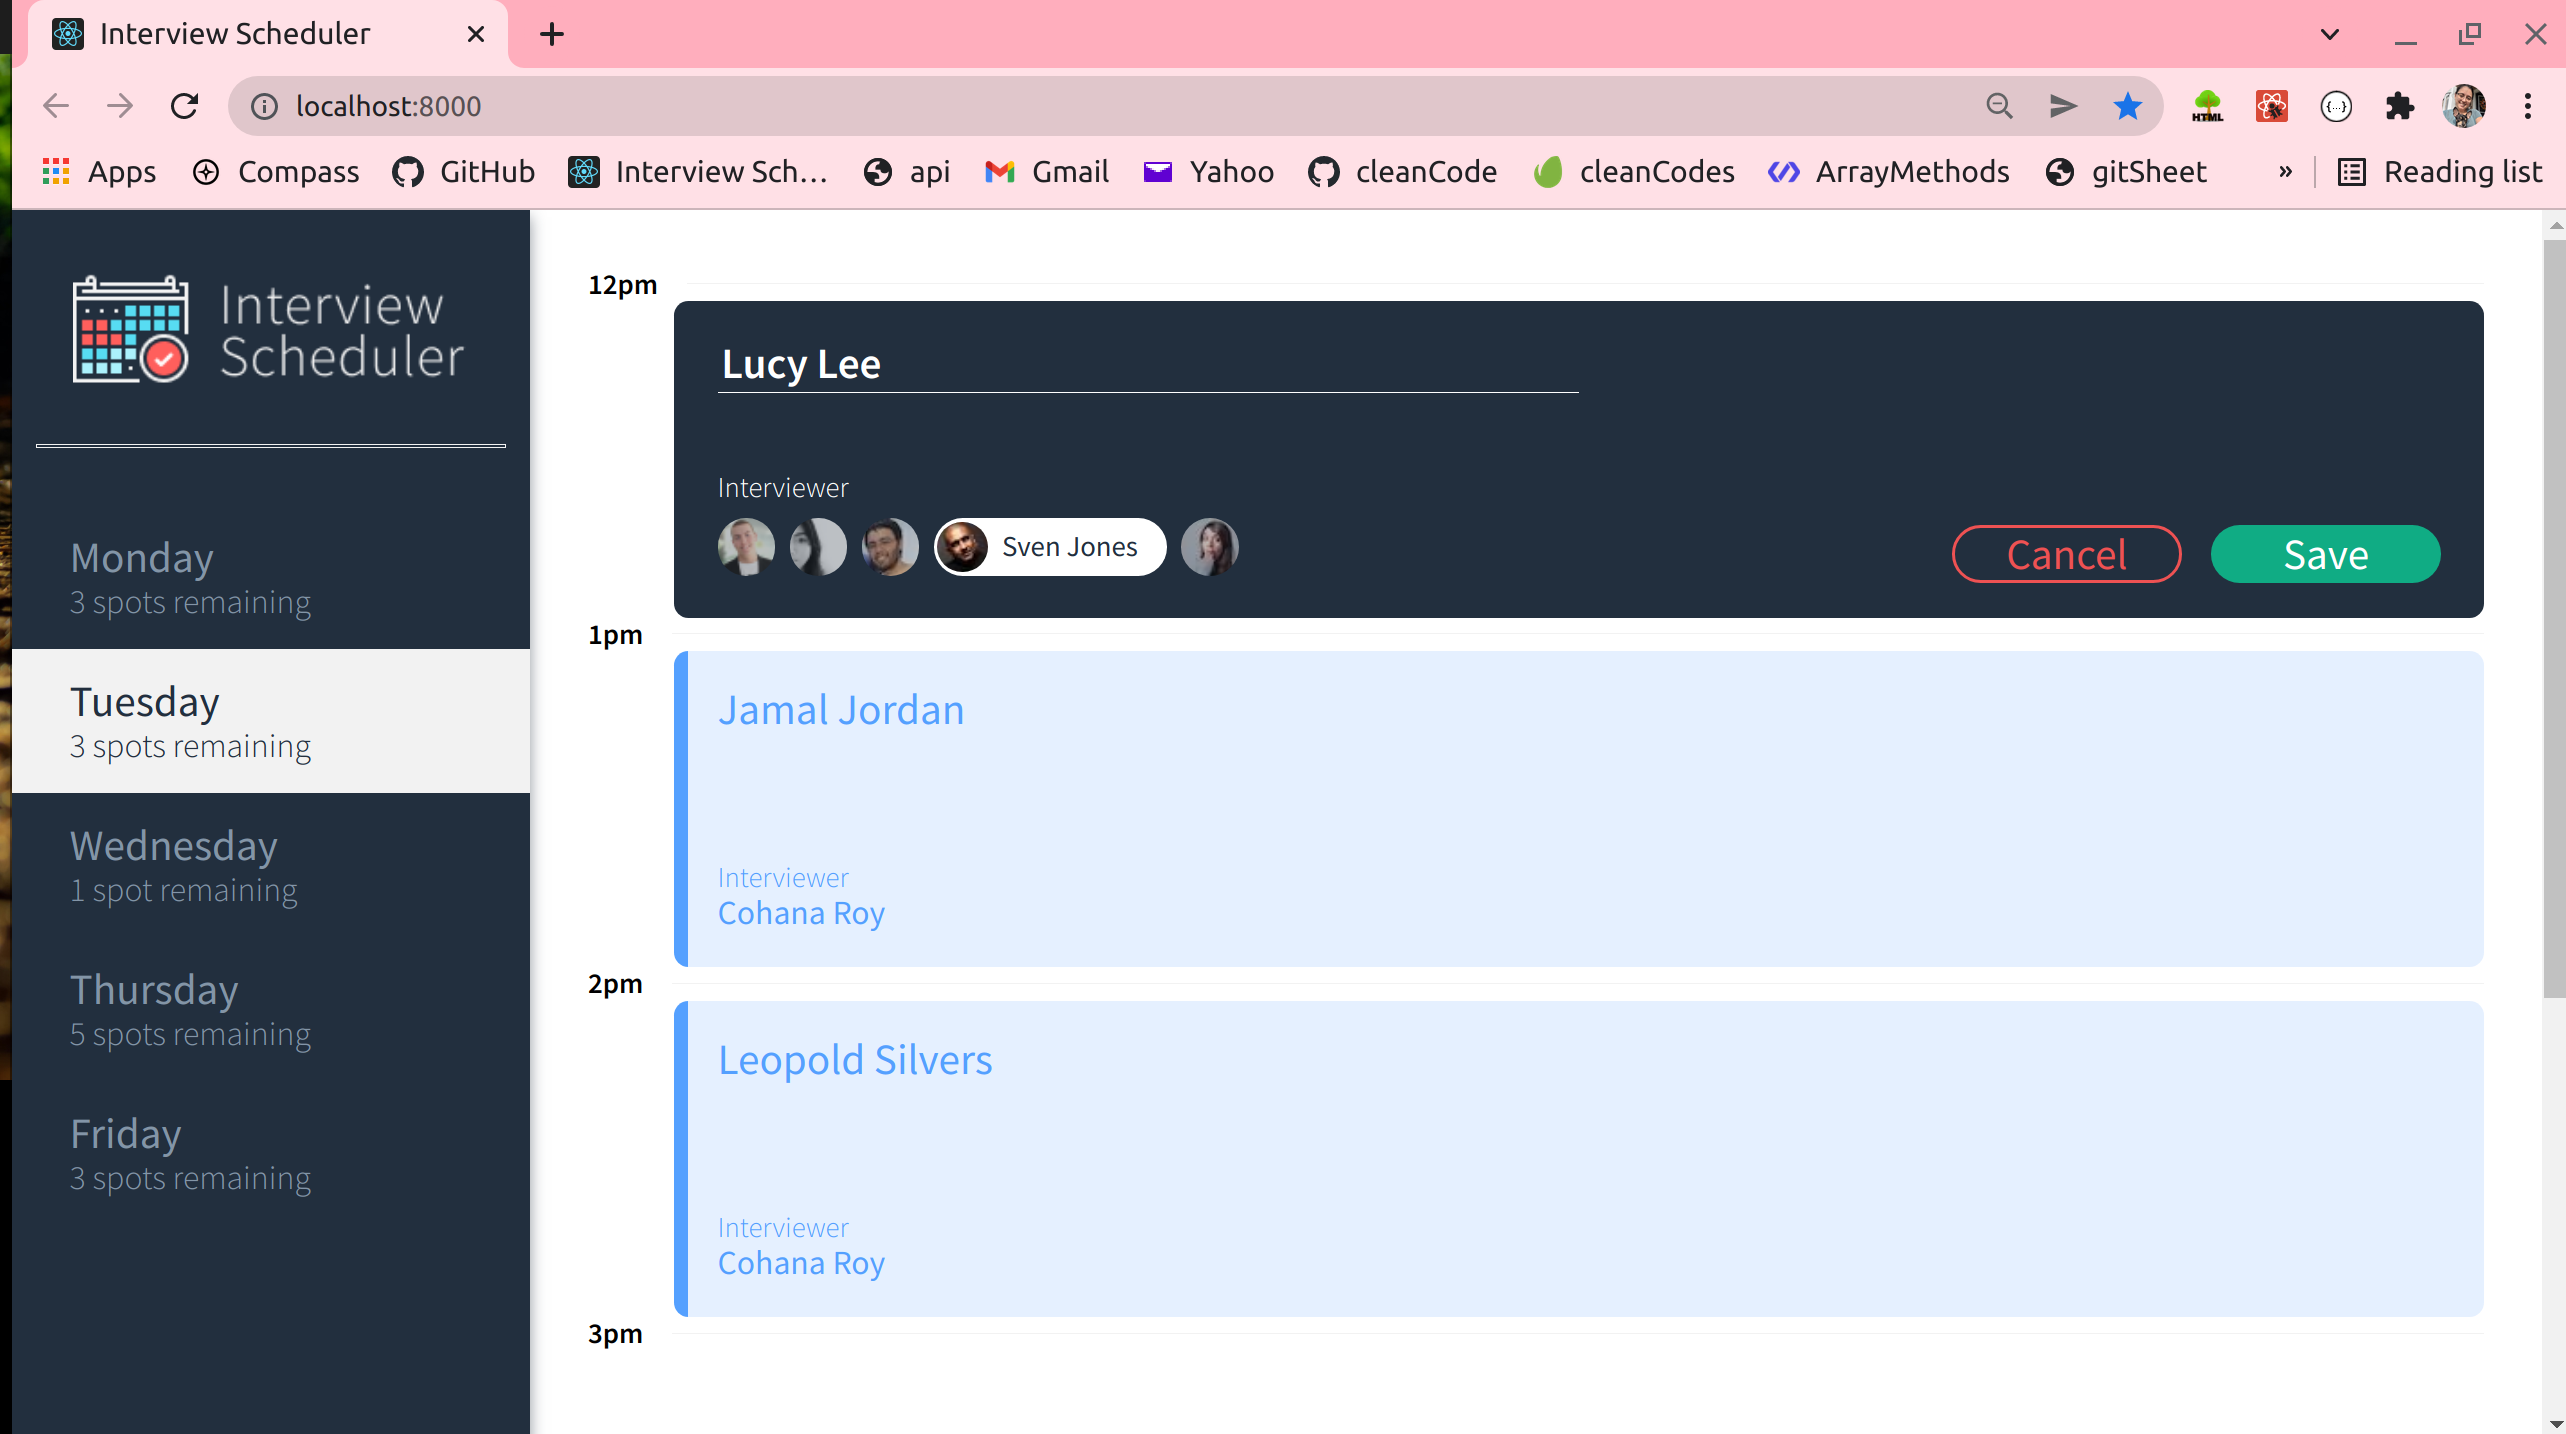 Interview Scheduler
localhost:8000
HTML
{...}
Apps
Compass
GitHub
Interview Sch...
api
Gmail
Yahoo
cleanCode
cleanCodes
ArrayMethods
gitSheet
»
Reading list
Interview
Scheduler
Monday
3 spots remaining
Tuesday
3 spots remaining
Wednesday
1 spot remaining
Thursday
5 spots remaining
Friday
3 spots remaining
12pm
Lucy Lee
Interviewer
Sven Jones
Cancel
Save
1pm
Jamal Jordan
Interviewer
Cohana Roy
2pm
Leopold Silvers
Interviewer
Cohana Roy
3pm